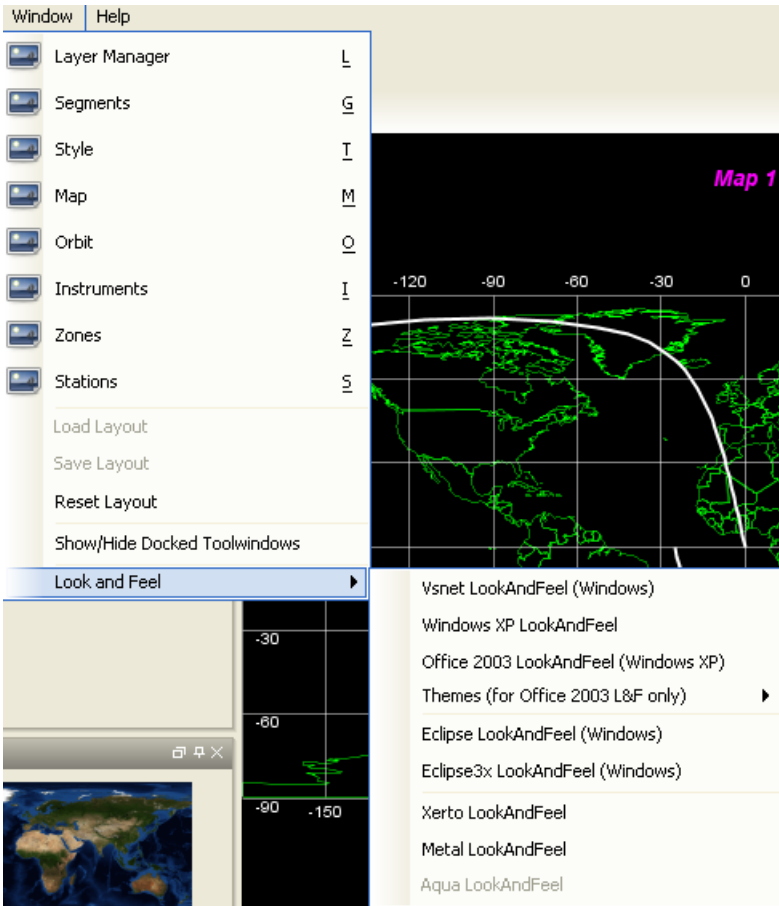 Window Help
Layer Manager L
Segments G
Style T
Map M
Orbit O
Instruments I
Zones Z
Stations S
Load Layout
Save Layout
Reset Layout
Show/Hide Docked Toolwindows
Look and Feel
Map 1
-120 -90 -60 -30 0
Vsnet LookAndFeel (Windows)
Windows XP LookAndFeel
Office 2003 LookAndFeel (Windows XP)
Themes (for Office 2003 L&F only)
Eclipse LookAndFeel (Windows)
Eclipse3x LookAndFeel (Windows)
Xerto LookAndFeel
Metal LookAndFeel
Aqua LookAndFeel
-30
-60
-90 -150